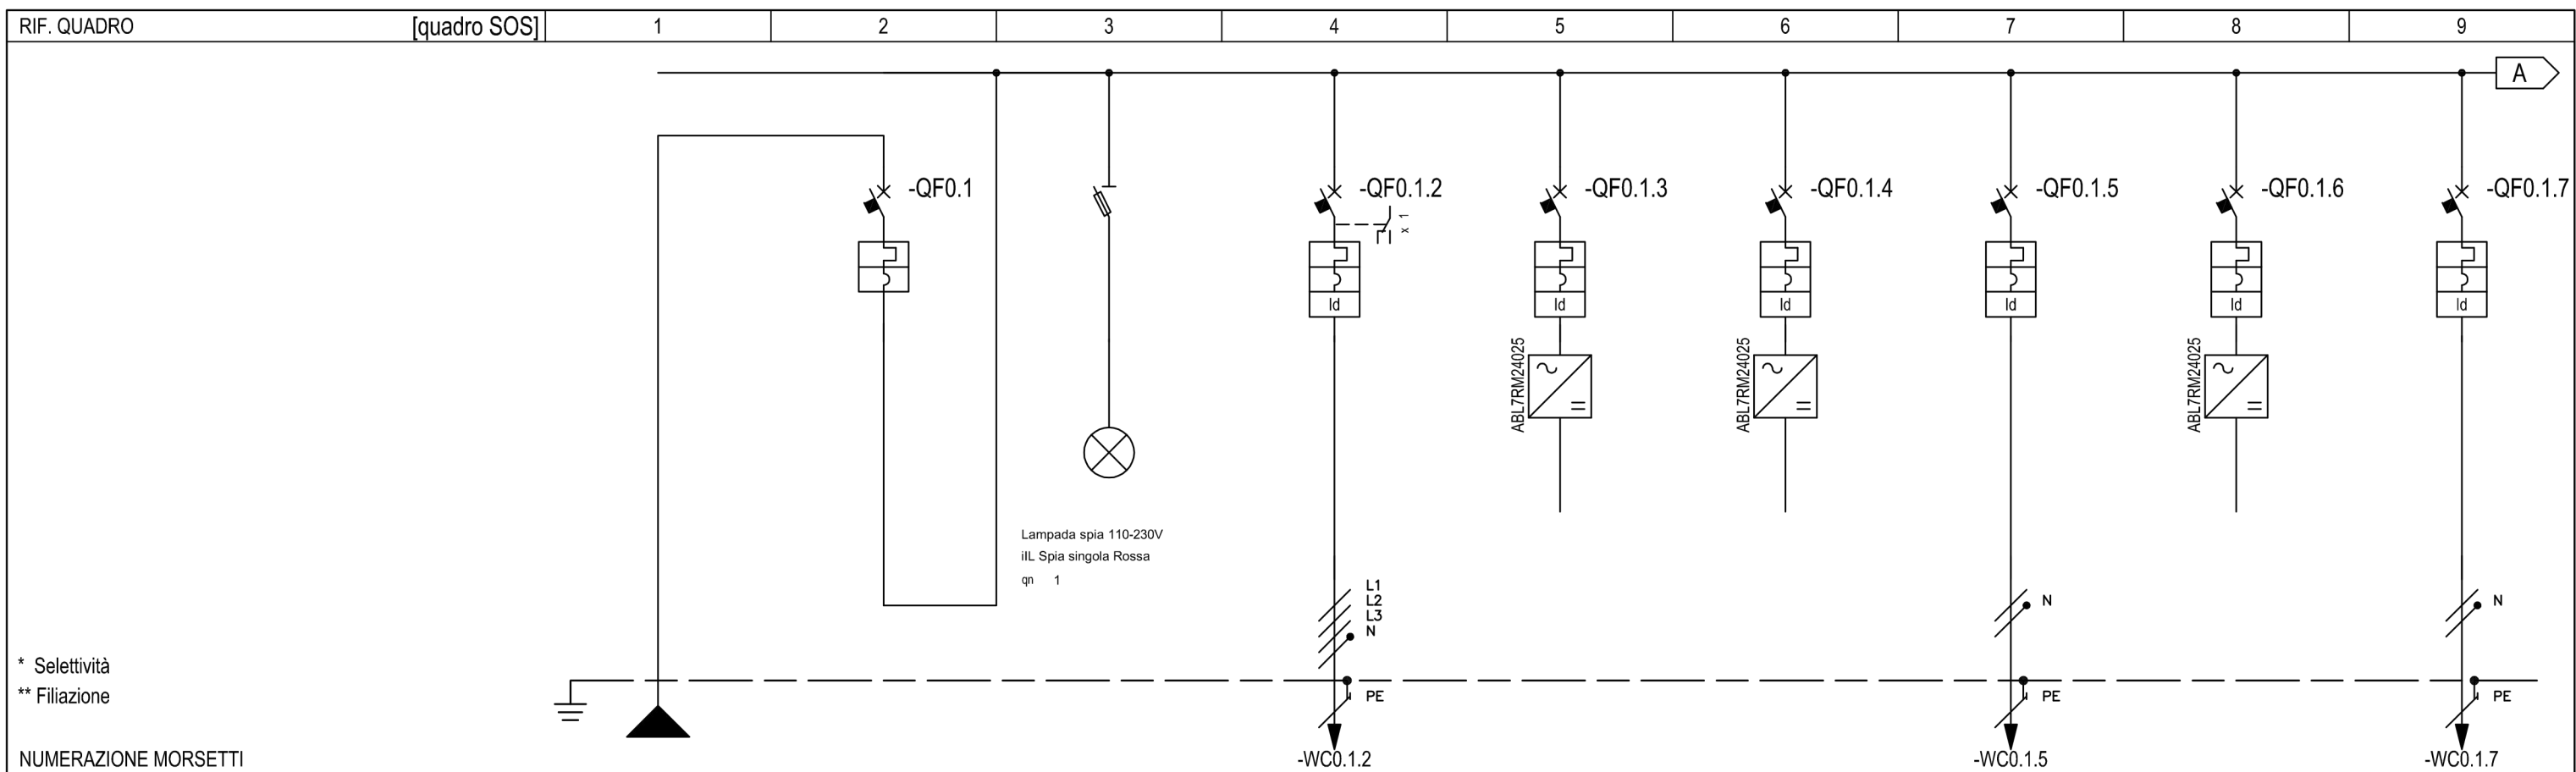 RIF. QUADRO [quadro SOS] 1 2 3 4 5 6 7 8 9
A
-QF0.1 -QF0.1.2 -QF0.1.3 -QF0.1.4 -QF0.1.5 -QF0.1.6 -QF0.1.7
x 1
Id Id Id Id Id Id
ABL7RM24025 ABL7RM24025 ABL7RM24025
Lampada spia 110-230V
iIL Spia singola Rossa
qn 1
L1
L2
L3
N N N
* Selettività
** Filiazione
PE PE PE
NUMERAZIONE MORSETTI -WC0.1.2 -WC0.1.5 -WC0.1.7